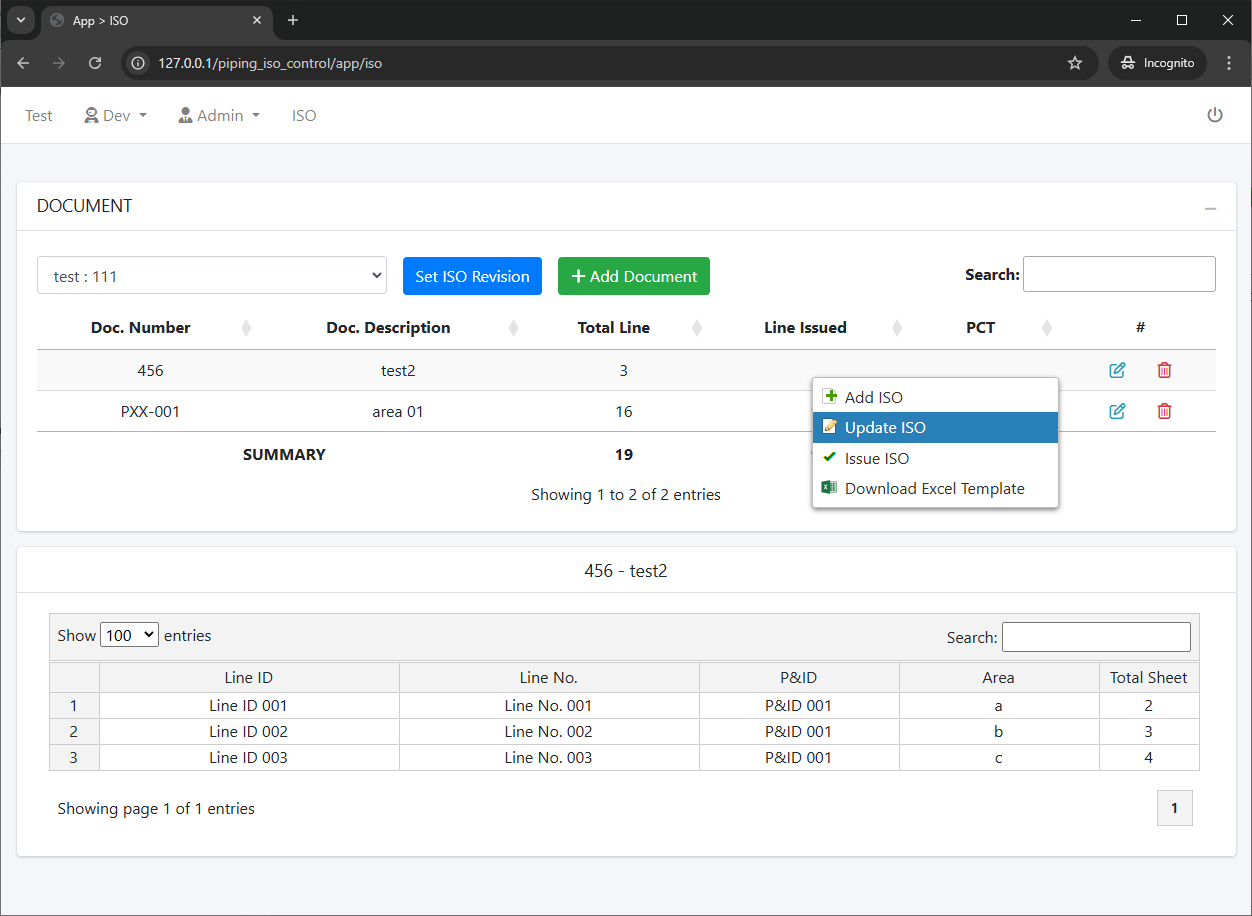 App > ISO
127.0.0.1/piping_iso_control/app/iso
Incognito
Test Dev Admin ISO
DOCUMENT
test : 111 Set ISO Revision + Add Document Search:
Doc. Number Doc. Description Total Line Line Issued PCT #
456 test2 3
PXX-001 area 01 16
SUMMARY 19
Showing 1 to 2 of 2 entries
Add ISO
Update ISO
Issue ISO
Download Excel Template
456 - test2
Show 100 entries Search:
Line ID Line No. P&ID Area Total Sheet
1 Line ID 001 Line No. 001 P&ID 001 a 2
2 Line ID 002 Line No. 002 P&ID 001 b 3
3 Line ID 003 Line No. 003 P&ID 001 c 4
Showing page 1 of 1 entries 1